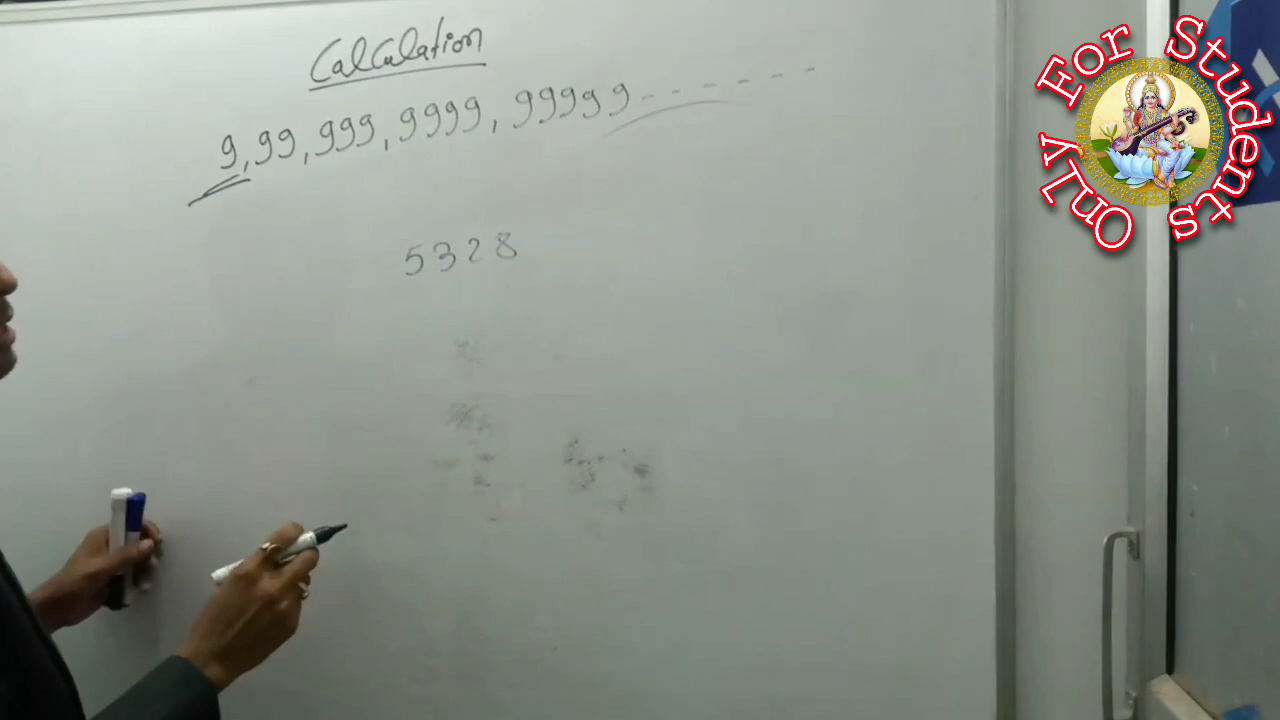 Calculation
9, 99, 999, 9999, 99999 - - - - - -
5328
Only For Students